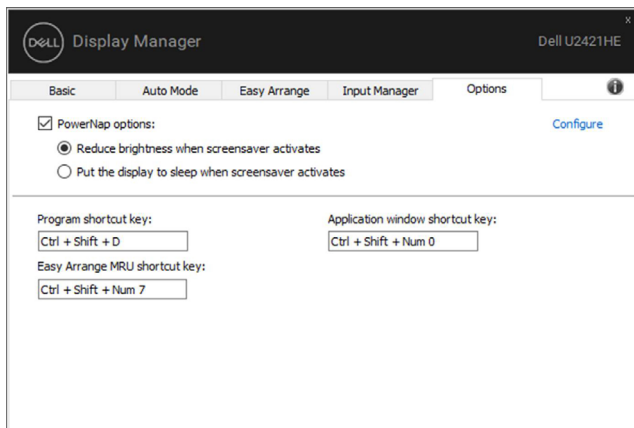 x
DELL Display Manager Dell U2421HE
Basic Auto Mode Easy Arrange Input Manager Options i
PowerNap options: Configure
Reduce brightness when screensaver activates
Put the display to sleep when screensaver activates
Program shortcut key: Application window shortcut key:
Ctrl + Shift + D Ctrl + Shift + Num 0
Easy Arrange MRU shortcut key:
Ctrl + Shift + Num 7